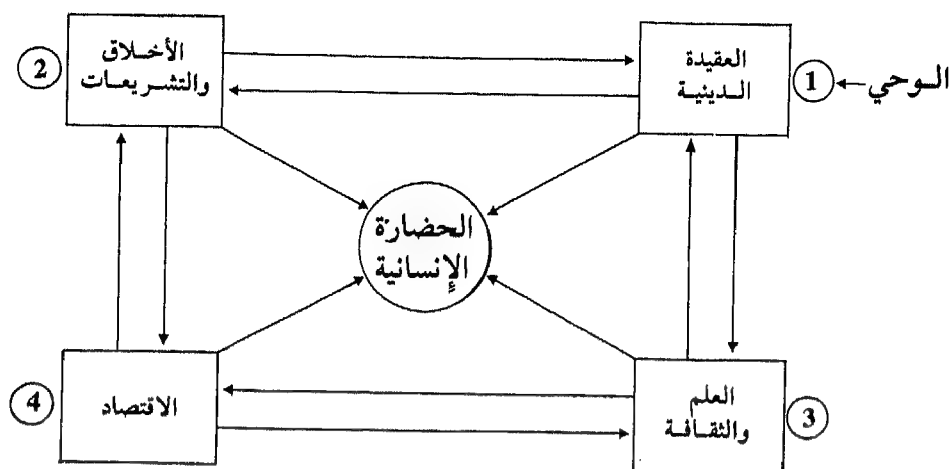 الوحي
1
العقيدة
الدينية
2
الأخلاق
والتشريعات
الحضارة
الإنسانية
3
العلم
والثقافة
4
الاقتصاد